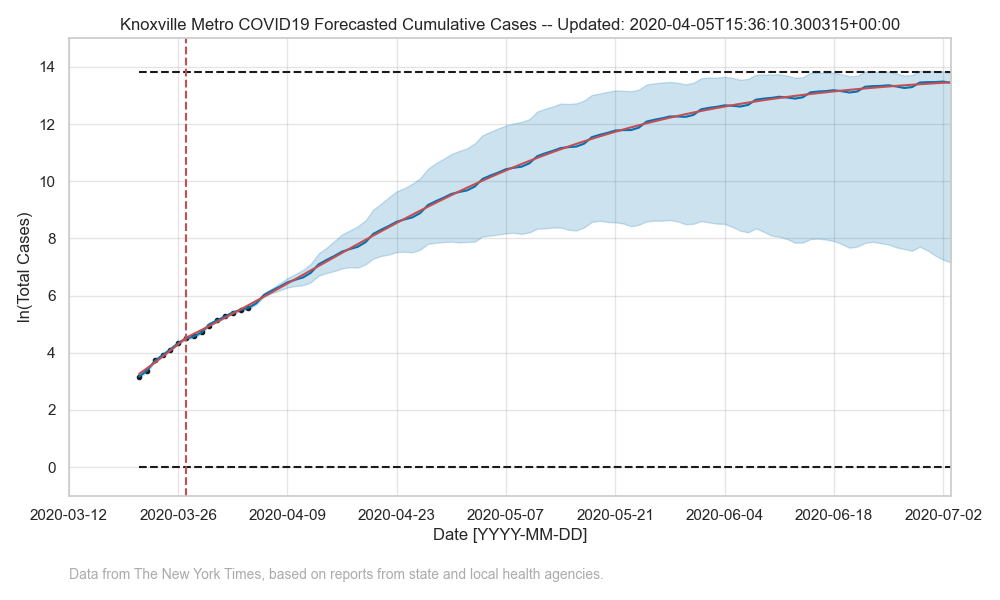 Knoxville Metro COVID19 Forecasted Cumulative Cases -- Updated: 2020-04-05T15:36:10.300315+00:00
14
12
10
8
6
4
2
0
ln(Total Cases)
2020-03-12 2020-03-26 2020-04-09 2020-04-23 2020-05-07 2020-05-21 2020-06-04 2020-06-18 2020-07-02
Date [YYYY-MM-DD]
Data from The New York Times, based on reports from state and local health agencies.